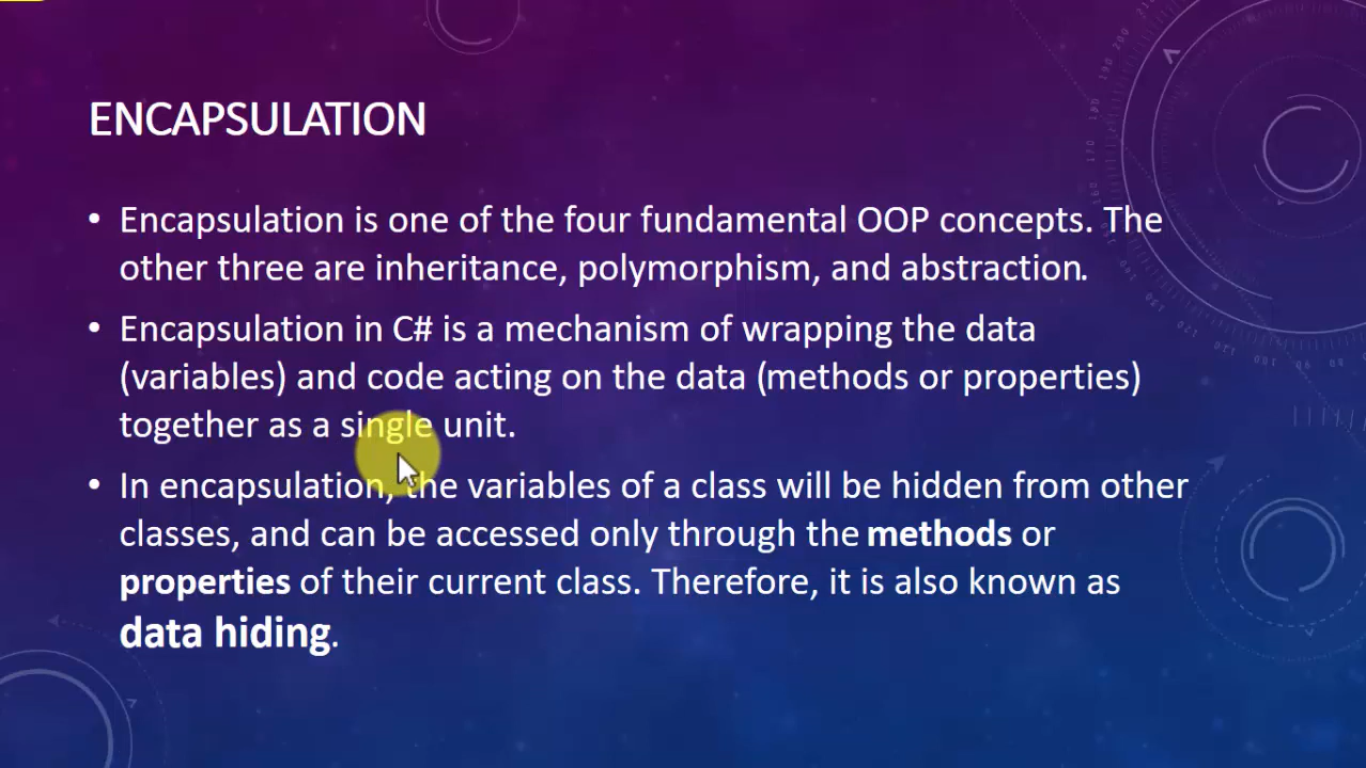 ENCAPSULATION
• Encapsulation is one of the four fundamental OOP concepts. The
other three are inheritance, polymorphism, and abstraction.
• Encapsulation in C# is a mechanism of wrapping the data
(variables) and code acting on the data (methods or properties)
together as a single unit.
• In encapsulation, the variables of a class will be hidden from other
classes, and can be accessed only through the methods or
properties of their current class. Therefore, it is also known as
data hiding.